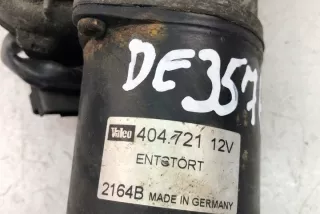 DE357
Valeo 404.721 12V
ENTSTÖRT
2164B MADE IN GERMANY